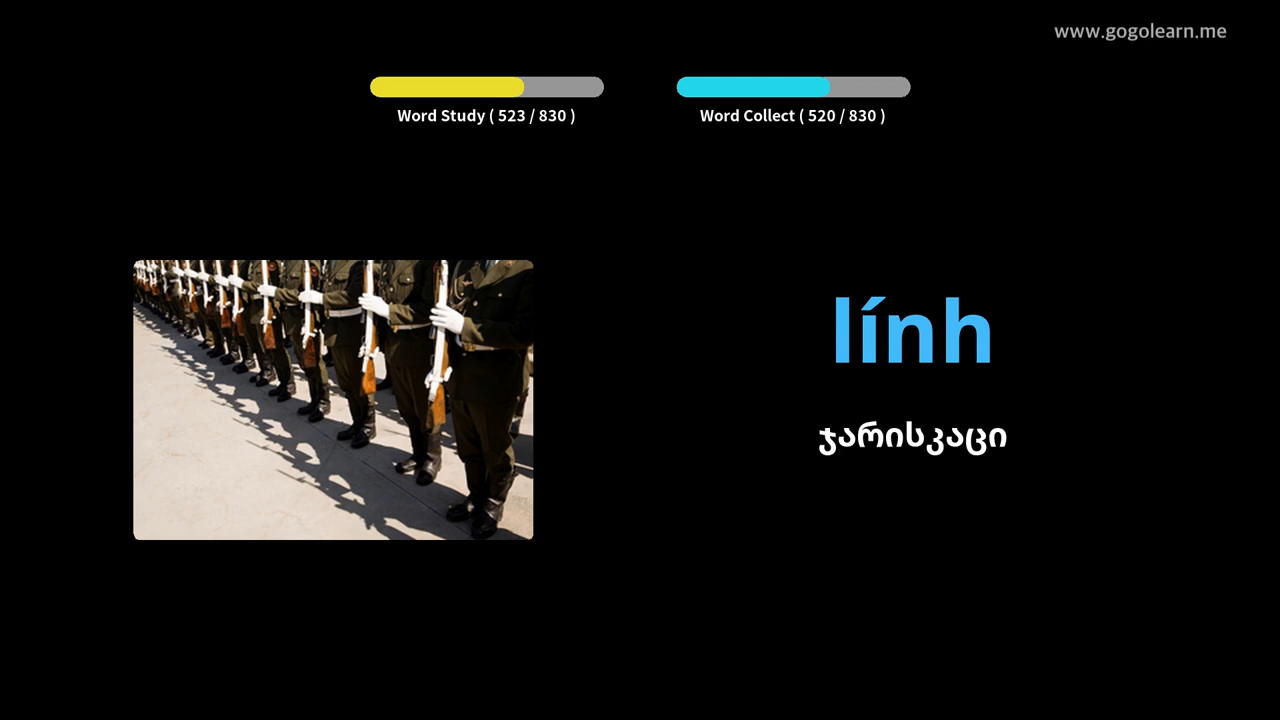 www.gogolearn.me
Word Study ( 523 / 830 )
Word Collect ( 520 / 830 )
lính
ჯარისკაცი